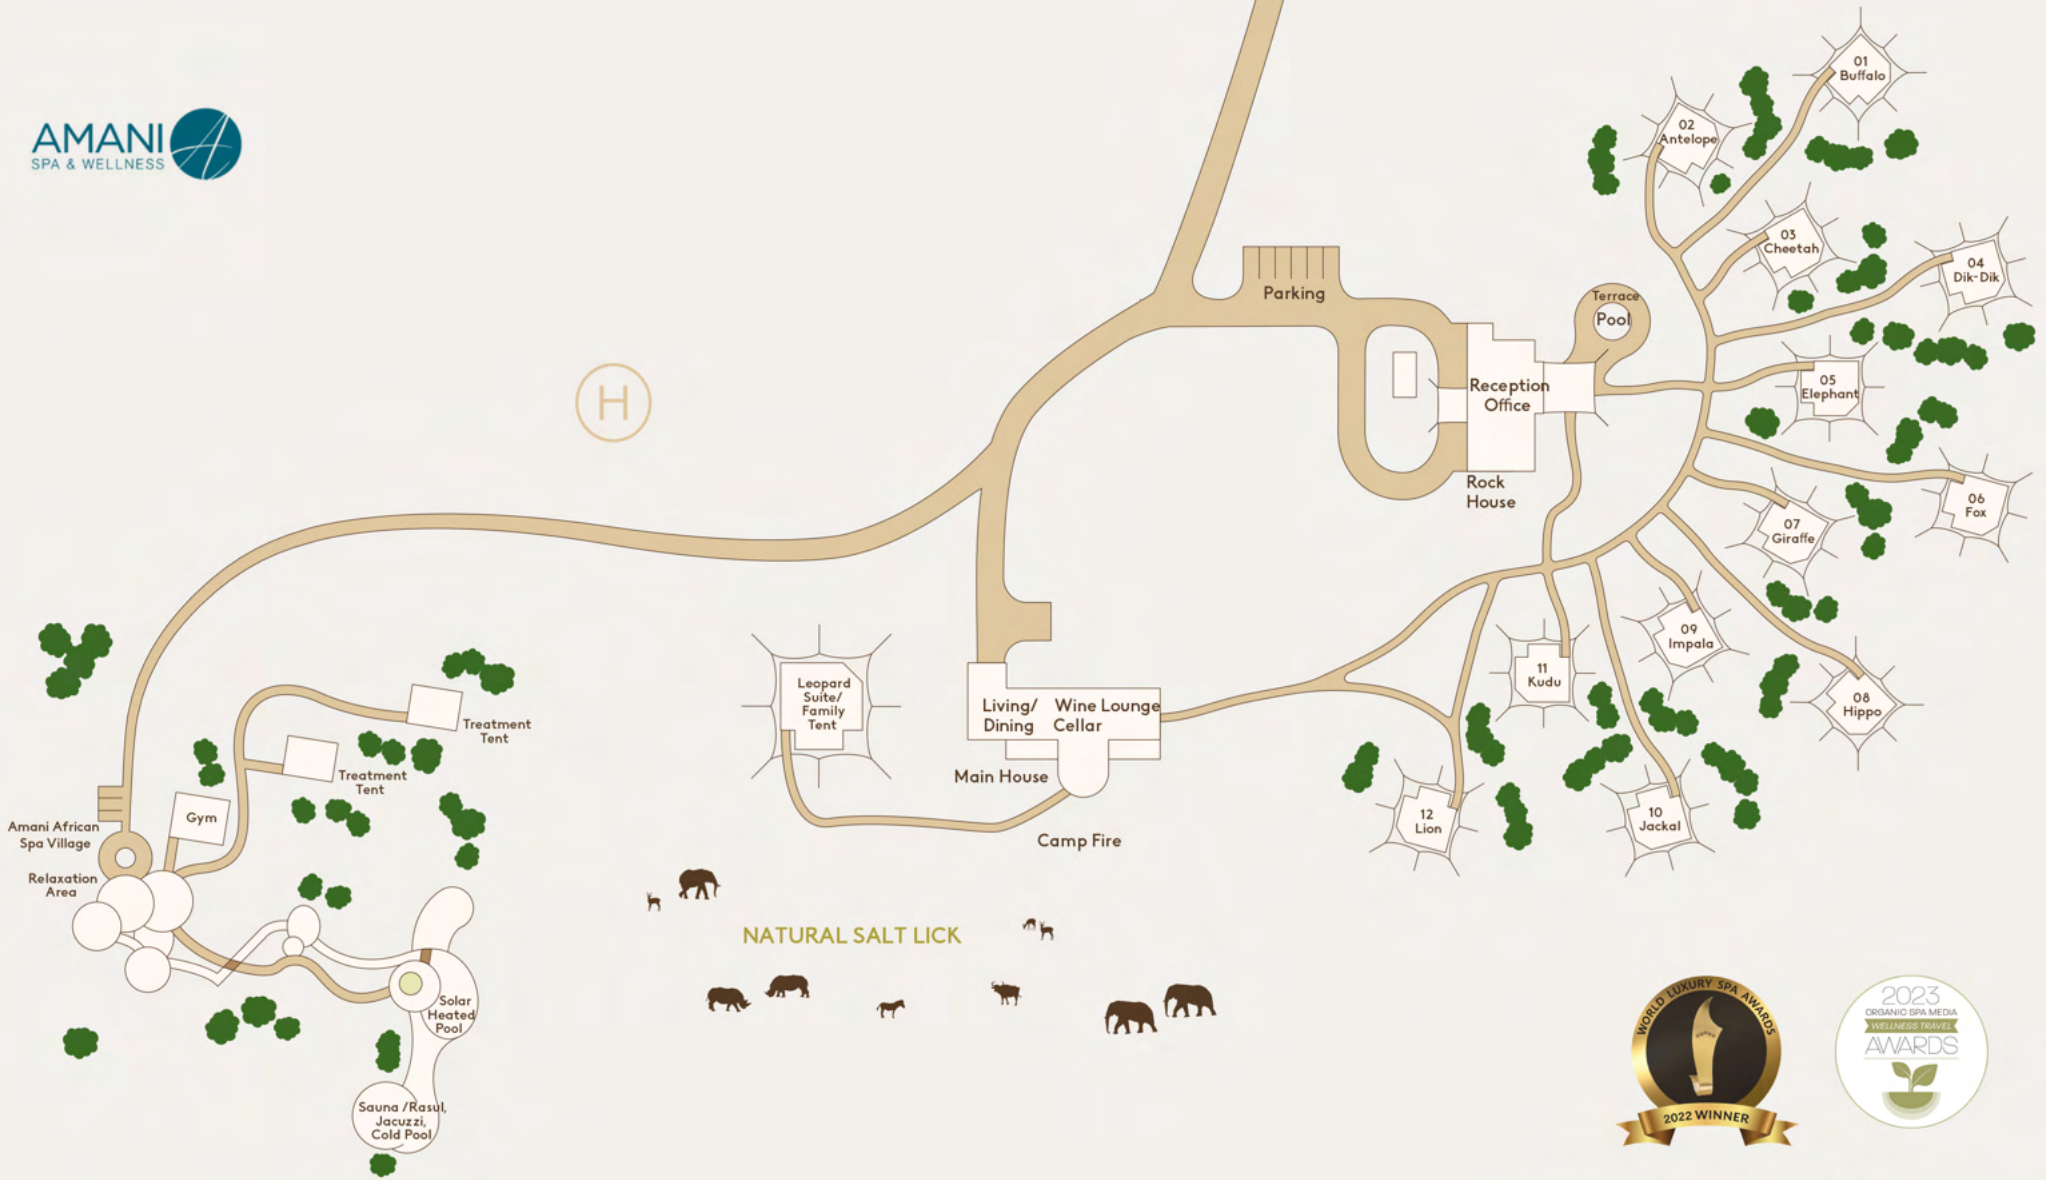 AMANI
SPA & WELLNESS
01
Buffalo
02
Antelope
03
Cheetah
04
Dik-Dik
Parking
Terrace
Pool
H
Reception
Office
05
Elephant
Rock
House
06
Fox
07
Giraffe
09
Impala
11
Kudu
08
Hippo
Leopard
Suite/
Family
Tent
Living/
Dining
Wine Lounge
Cellar
Main House
Treatment
Tent
Treatment
Tent
Gym
Amani African
Spa Village
12
Lion
10
Jackal
Camp Fire
Relaxation
Area
NATURAL SALT LICK
Solar
Heated
Pool
Sauna /Rasul,
Jacuzzi,
Cold Pool
WORLD LUXURY SPA AWARDS
2022 WINNER
2023
ORGANIC SPA MEDIA
WELLNESS TRAVEL
AWARDS